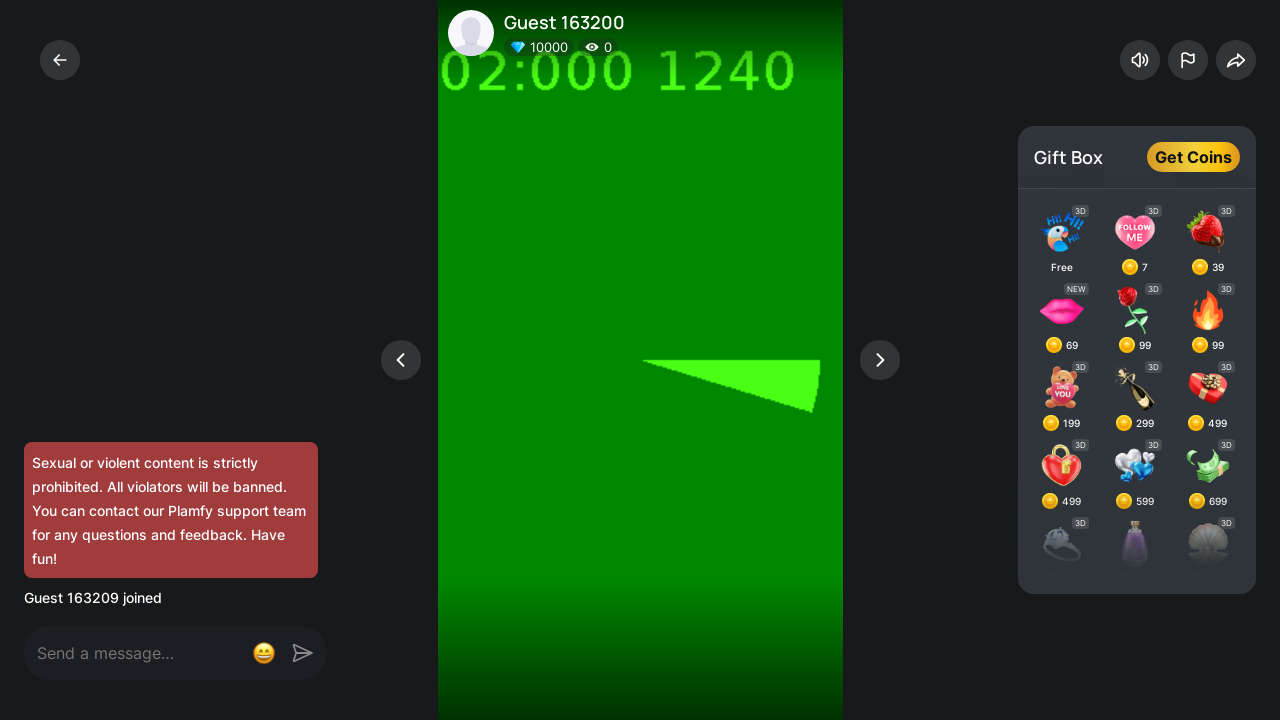 Guest 163200
10000 0
02:000 1240
Gift Box
Get Coins
3D 3D 3D
Hi! Hi! Hi!
FOLLOW ME
Free 7 39
NEW 3D 3D
69 99 99
3D 3D 3D
LOVE YOU
199 299 499
3D 3D 3D
499 599 699
3D 3D
Sexual or violent content is strictly
prohibited. All violators will be banned.
You can contact our Plamfy support team
for any questions and feedback. Have
fun!
Guest 163209 joined
Send a message...